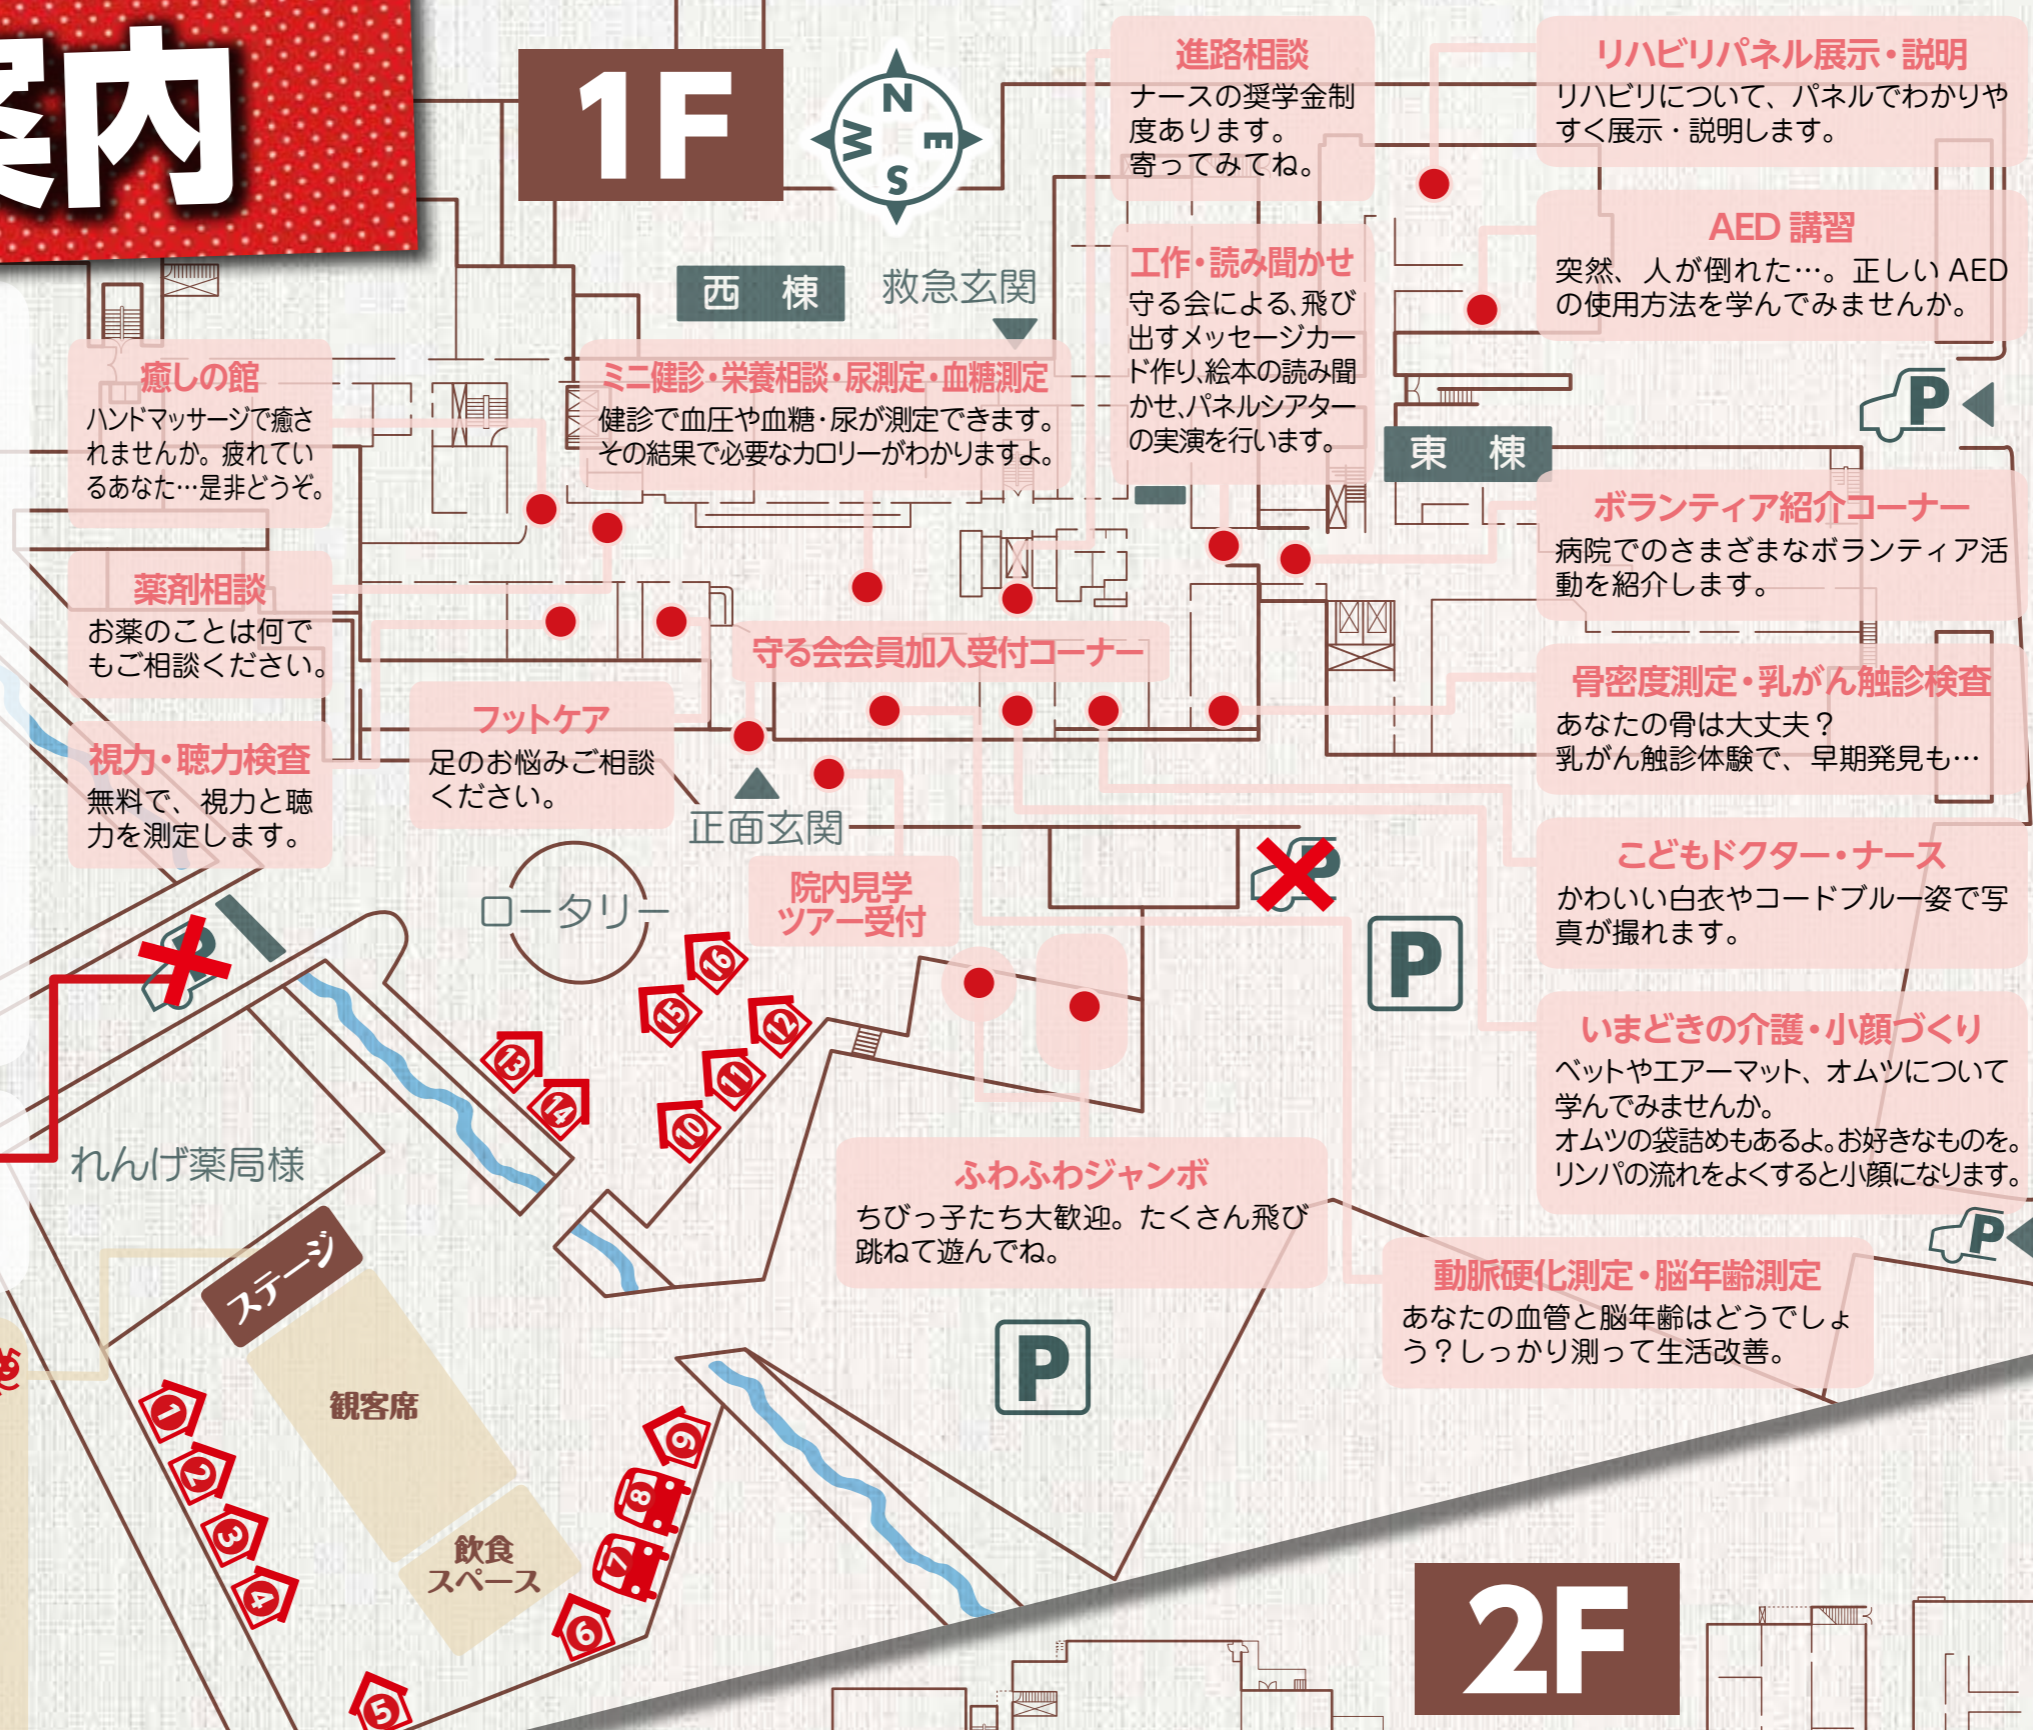 案内
1F
N
W
E
S
進路相談
ナースの奨学金制
度あります。
寄ってみてね。
リハビリパネル展示・説明
リハビリについて、パネルでわかりや
すく展示・説明します。
AED 講習
突然、人が倒れた…。正しい AED
の使用方法を学んでみませんか。
工作・読み聞かせ
守る会による、飛び
出すメッセージカー
ド作り、絵本の読み聞
かせ、パネルシアター
の実演を行います。
西 棟
救急玄関
癒しの館
ハンドマッサージで癒さ
れませんか。疲れてい
るあなた…是非どうぞ。
ミニ健診・栄養相談・尿測定・血糖測定
健診で血圧や血糖・尿が測定できます。
その結果で必要なカロリーがわかりますよ。
P
東 棟
ボランティア紹介コーナー
病院でのさまざまなボランティア活
動を紹介します。
薬剤相談
お薬のことは何で
もご相談ください。
守る会会員加入受付コーナー
骨密度測定・乳がん触診検査
あなたの骨は大丈夫？
乳がん触診体験で、早期発見も…
フットケア
足のお悩みご相談
ください。
視力・聴力検査
無料で、視力と聴
力を測定します。
正面玄関
こどもドクター・ナース
かわいい白衣やコードブルー姿で写
真が撮れます。
院内見学
ツアー受付
ロータリー
P
P
P
16
15
12
13
11
14
10
いまどきの介護・小顔づくり
ベットやエアーマット、オムツについて
学んでみませんか。
オムツの袋詰めもあるよ。お好きなものを。
リンパの流れをよくすると小顔になります。
れんげ薬局様
ふわふわジャンボ
ちびっ子たち大歓迎。たくさん飛び
跳ねて遊んでね。
P
動脈硬化測定・脳年齢測定
あなたの血管と脳年齢はどうでしょ
う？しっかり測って生活改善。
ステージ
P
観客席
1
2
3
4
9
8
7
6
5
飲食
スペース
2F